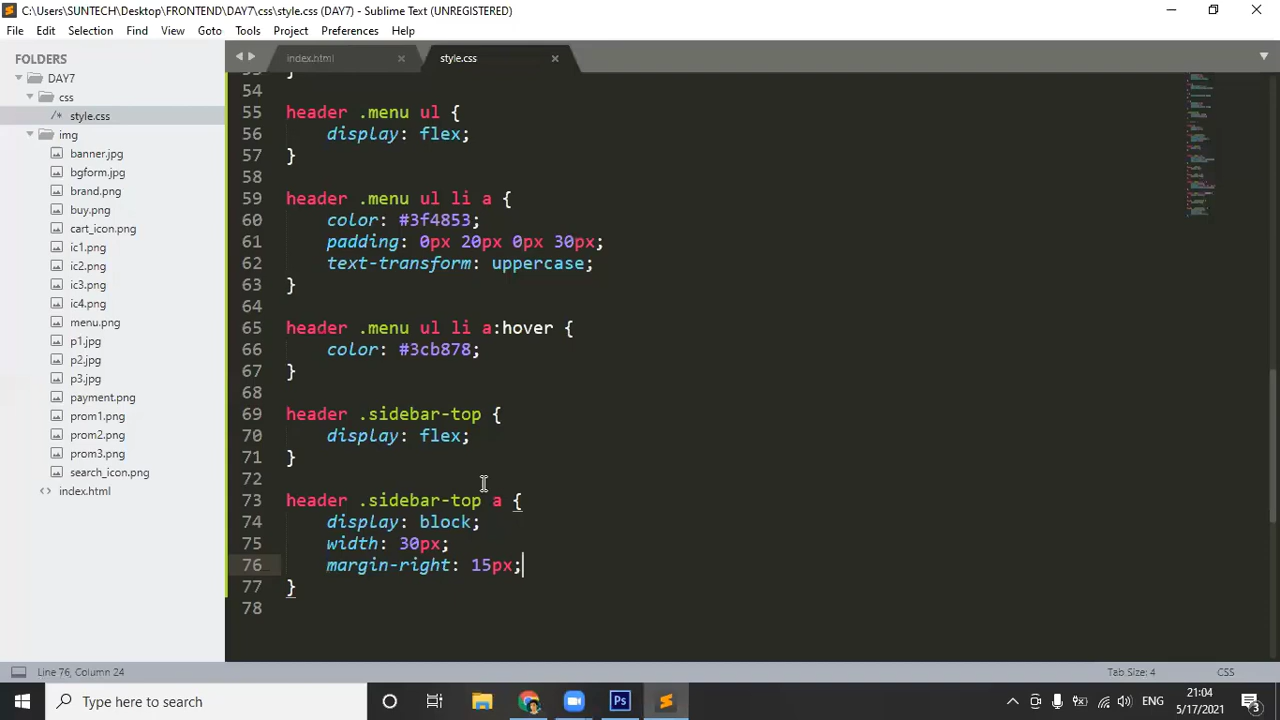 C:\Users\SUNTECH\Desktop\FRONTEND\DAY7\css\style.css (DAY7) - Sublime Text (UNREGISTERED)
File Edit Selection Find View Goto Tools Project Preferences Help
FOLDERS
DAY7
css
/* style.css
img
banner.jpg
bgform.jpg
brand.png
buy.png
cart_icon.png
ic1.png
ic2.png
ic3.png
ic4.png
menu.png
p1.jpg
p2.jpg
p3.jpg
payment.png
prom1.png
prom2.png
prom3.png
search_icon.png
<> index.html
index.html × style.css ×
53 }
54
55 header .menu ul {
56 display: flex;
57 }
58
59 header .menu ul li a {
60 color: #3f4853;
61 padding: 0px 20px 0px 30px;
62 text-transform: uppercase;
63 }
64
65 header .menu ul li a:hover {
66 color: #3cb878;
67 }
68
69 header .sidebar-top {
70 display: flex;
71 }
72
73 header .sidebar-top a {
74 display: block;
75 width: 30px;
76 margin-right: 15px;
77 }
78
Line 76, Column 24 Tab Size: 4 CSS
Type here to search
Ps
ENG
21:04
5/17/2021
3